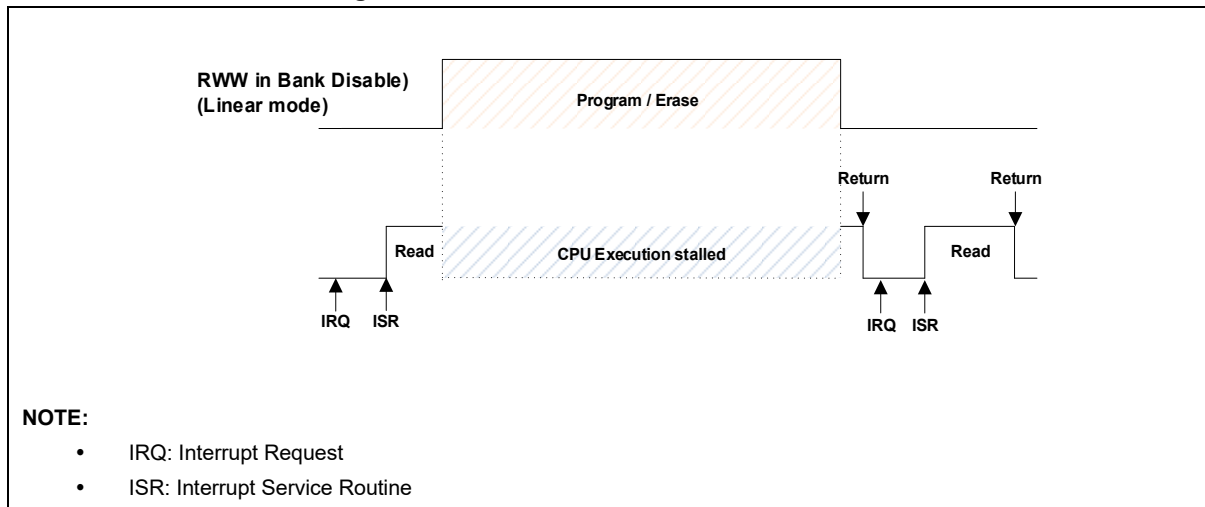 RWW in Bank Disable)
(Linear mode)
Program / Erase
Return
Return
Read
CPU Execution stalled
Read
IRQ
ISR
IRQ
ISR
NOTE:
• IRQ: Interrupt Request
• ISR: Interrupt Service Routine